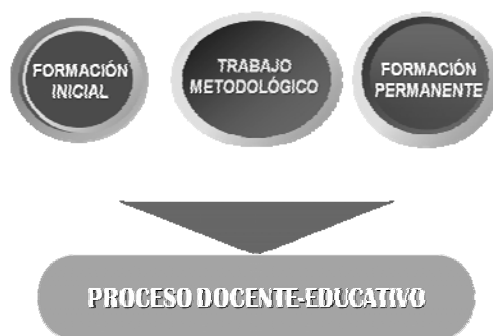 FORMACIÓN
INICIAL
TRABAJO
METODOLÓGICO
FORMACIÓN
PERMANENTE
PROCESO DOCENTE-EDUCATIVO